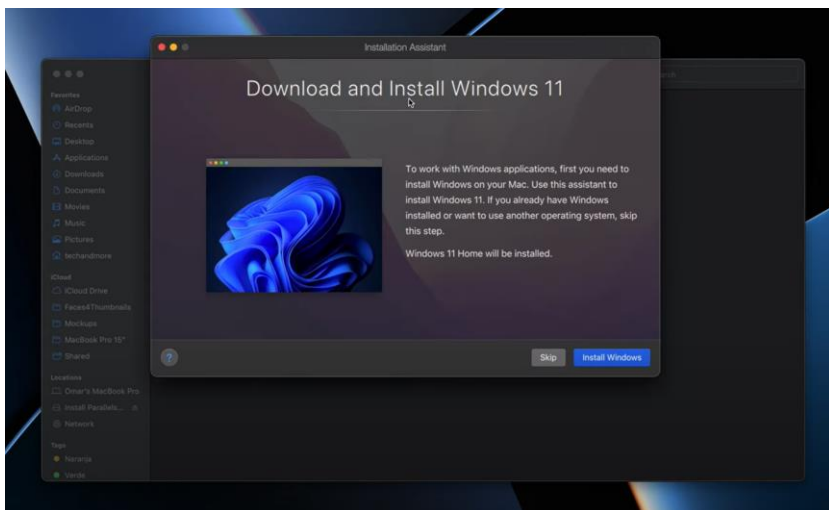 Installation Assistant
Download and Install Windows 11
To work with Windows applications, first you need to
install Windows on your Mac. Use this assistant to
install Windows 11. If you already have Windows
installed or want to use another operating system, skip
this step.
Windows 11 Home will be installed.
?
Skip
Install Windows
Favorites
AirDrop
Recents
Desktop
Applications
Downloads
Documents
Movies
Music
Pictures
techandmore
iCloud
iCloud Drive
Faces4Thumbnails
Mockups
MacBook Pro 16"
Shared
Locations
Omar's MacBook Pro
Install Parallels...
Network
Tags
Naranja
Verde